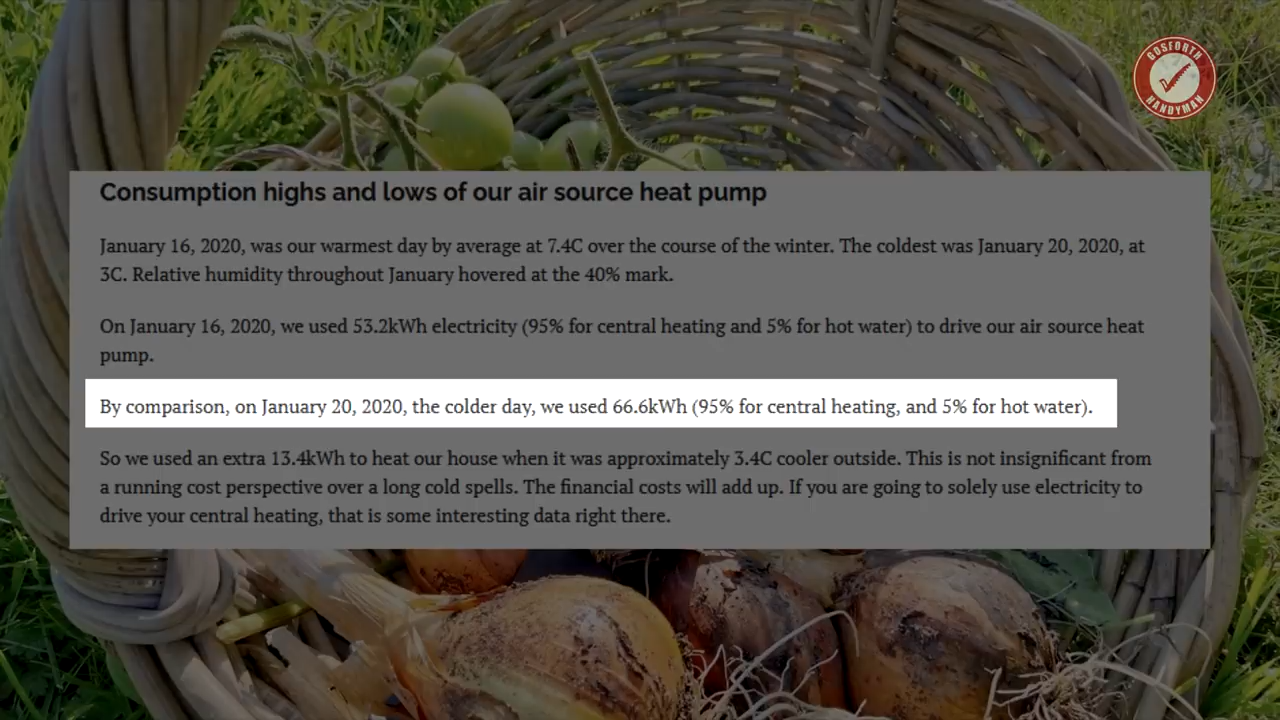 GOSFORTH
HANDYMAN
Consumption highs and lows of our air source heat pump
January 16, 2020, was our warmest day by average at 7.4C over the course of the winter. The coldest was January 20, 2020, at
3C. Relative humidity throughout January hovered at the 40% mark.
On January 16, 2020, we used 53.2kWh electricity (95% for central heating and 5% for hot water) to drive our air source heat
pump.
By comparison, on January 20, 2020, the colder day, we used 66.6kWh (95% for central heating, and 5% for hot water).
So we used an extra 13.4kWh to heat our house when it was approximately 3.4C cooler outside. This is not insignificant from
a running cost perspective over a long cold spells. The financial costs will add up. If you are going to solely use electricity to
drive your central heating, that is some interesting data right there.